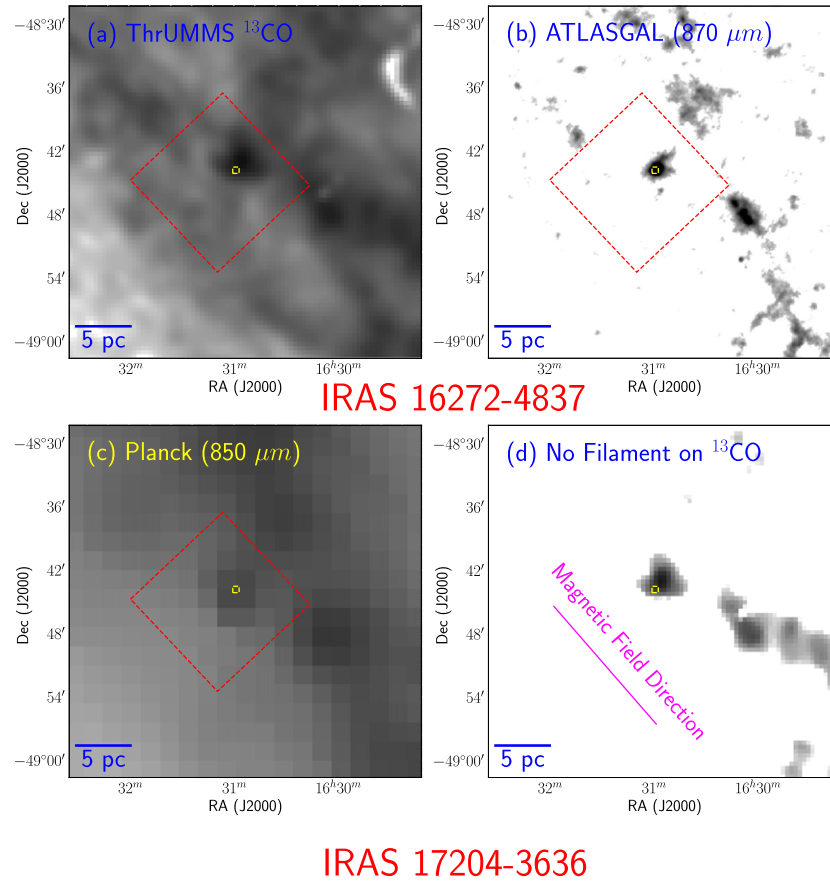 (a) ThrUMMS ¹³CO
(b) ATLASGAL (870 μm)
−48°30′
36′
42′
48′
54′
−49°00′
Dec (J2000)
5 pc
32ᵐ
31ᵐ
16ʰ30ᵐ
RA (J2000)
−48°30′
36′
42′
48′
54′
−49°00′
Dec (J2000)
5 pc
32ᵐ
31ᵐ
16ʰ30ᵐ
RA (J2000)
IRAS 16272-4837
(c) Planck (850 μm)
(d) No Filament on ¹³CO
−48°30′
36′
42′
48′
54′
−49°00′
Dec (J2000)
5 pc
32ᵐ
31ᵐ
16ʰ30ᵐ
RA (J2000)
−48°30′
36′
42′
48′
54′
−49°00′
Dec (J2000)
Magnetic Field Direction
5 pc
32ᵐ
31ᵐ
16ʰ30ᵐ
RA (J2000)
IRAS 17204-3636